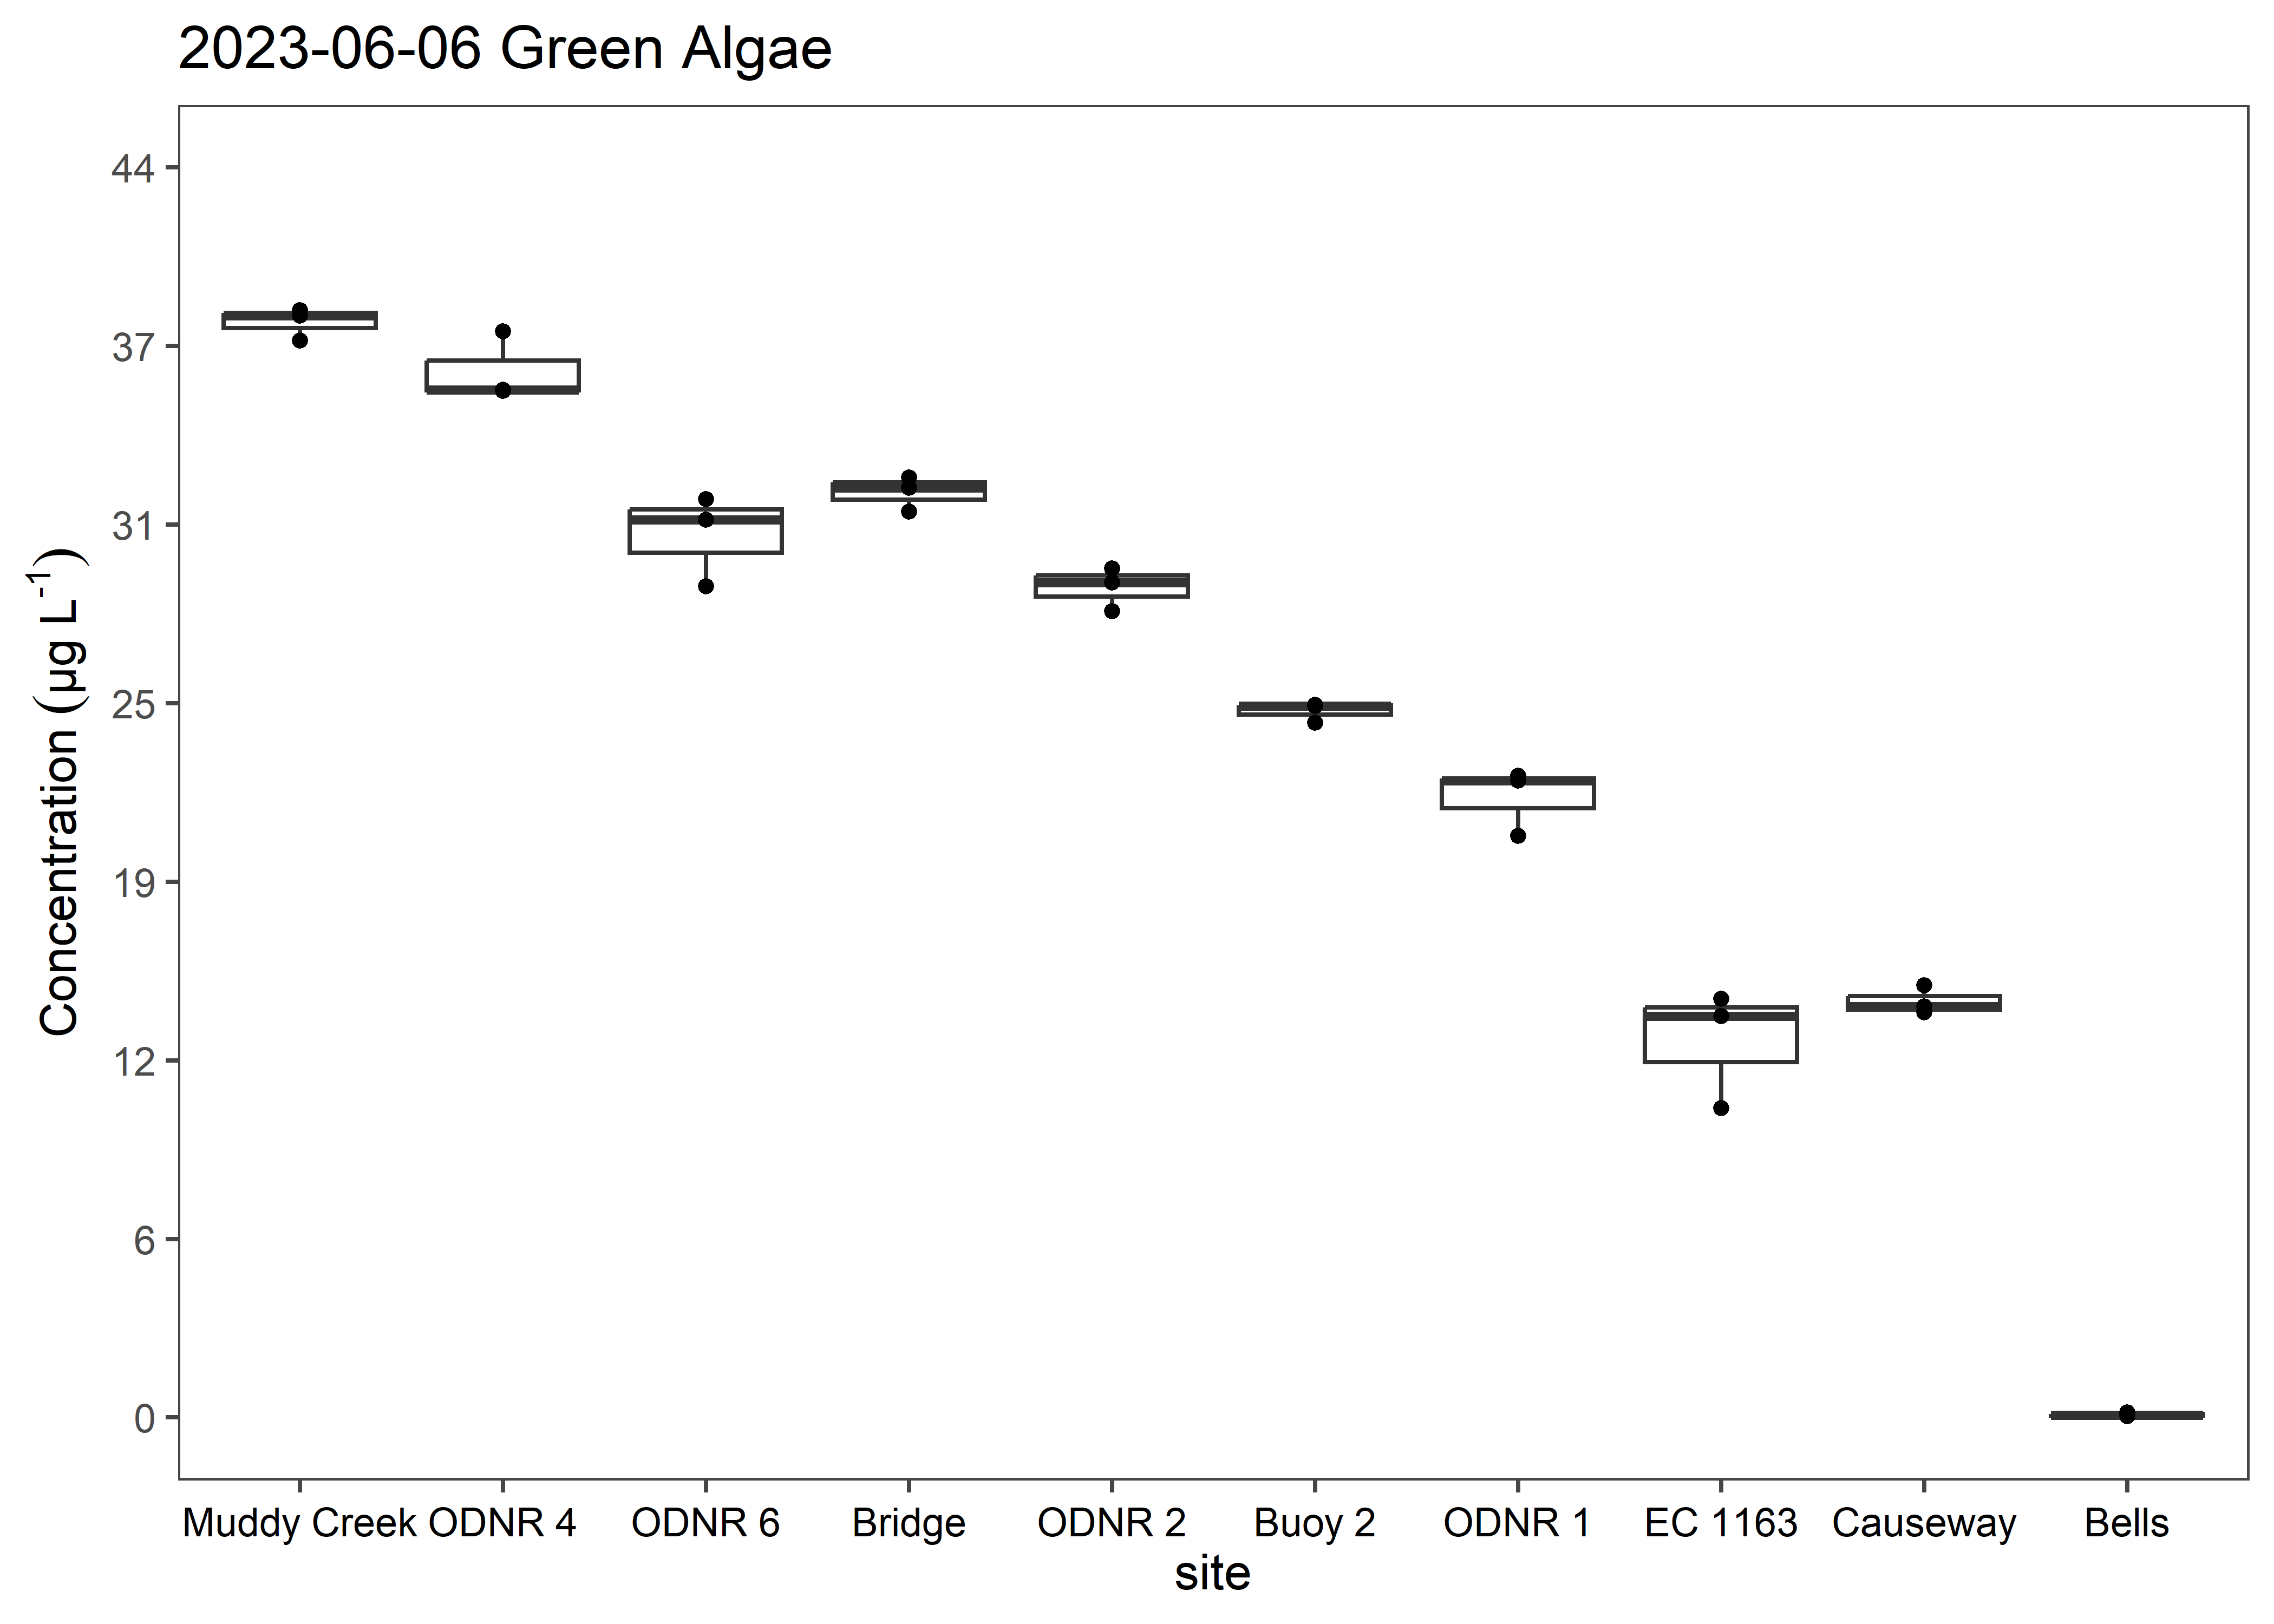 2023-06-06 Green Algae
Concentration (µg L⁻¹)
44
37
31
25
19
12
6
0
Muddy Creek ODNR 4 ODNR 6 Bridge ODNR 2 Buoy 2 ODNR 1 EC 1163 Causeway Bells
site